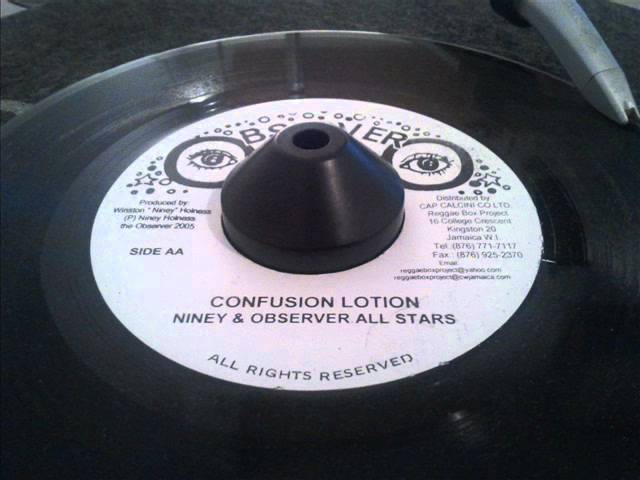 OBSERVER
Produced by:
Winston "Niney" Holness
(P) Niney Holness
the Observer 2005
SIDE AA
Distributed by
CAP CALCINI CO LTD.
Reggae Box Project
16 College Crescent
Kingston 20
Jamaica W.I.
Tel:(876) 771-7117
Fax.: (876) 925-2370
Email:
reggaeboxproject@yahoo.com
reggaeboxproject@cwjamaica.com
CONFUSION LOTION
NINEY & OBSERVER ALL STARS
ALL RIGHTS RESERVED